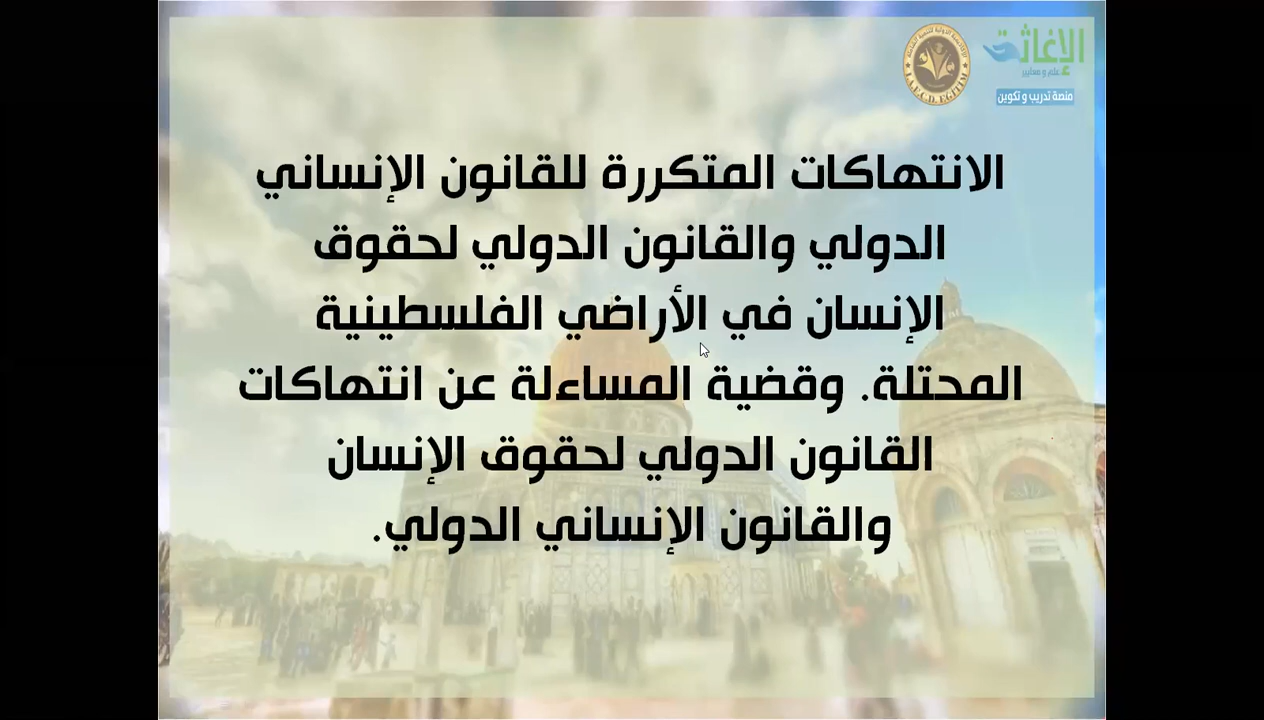 الإغاثة
علم و معايير
منصة تدريب و تكوين
I.A.F.C.D. EGITIM
الانتهاكات المتكررة للقانون الإنساني
الدولي والقانون الدولي لحقوق
الإنسان في الأراضي الفلسطينية
المحتلة. وقضية المساءلة عن انتهاكات
القانون الدولي لحقوق الإنسان
والقانون الإنساني الدولي.